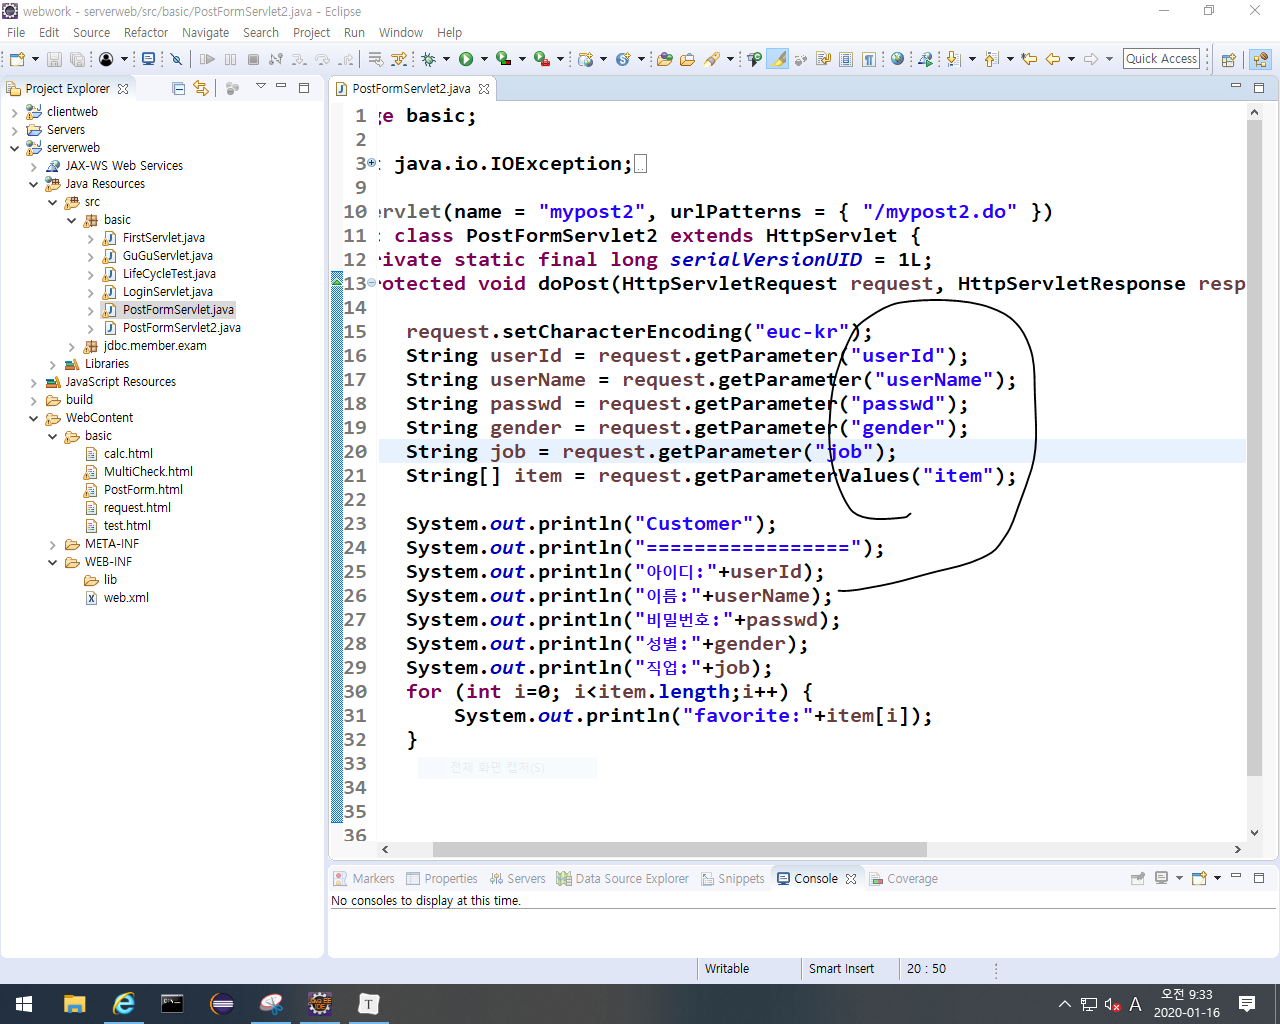 webwork - serverweb/src/basic/PostFormServlet2.java - Eclipse
File Edit Source Refactor Navigate Search Project Run Window Help
Quick Access
Project Explorer
clientweb
Servers
serverweb
JAX-WS Web Services
Java Resources
src
basic
FirstServlet.java
GuGuServlet.java
LifeCycleTest.java
LoginServlet.java
PostFormServlet.java
PostFormServlet2.java
jdbc.member.exam
Libraries
JavaScript Resources
build
WebContent
basic
calc.html
MultiCheck.html
PostForm.html
request.html
test.html
META-INF
WEB-INF
lib
web.xml
PostFormServlet2.java
1 ge basic;
2
3 java.io.IOException;
9
10 ervlet(name = "mypost2", urlPatterns = { "/mypost2.do" })
11 class PostFormServlet2 extends HttpServlet {
12 rivate static final long serialVersionUID = 1L;
13 otected void doPost(HttpServletRequest request, HttpServletResponse resp
14
15 request.setCharacterEncoding("euc-kr");
16 String userId = request.getParameter("userId");
17 String userName = request.getParameter("userName");
18 String passwd = request.getParameter("passwd");
19 String gender = request.getParameter("gender");
20 String job = request.getParameter("job");
21 String[] item = request.getParameterValues("item");
22
23 System.out.println("Customer");
24 System.out.println("=================");
25 System.out.println("아이디:"+userId);
26 System.out.println("이름:"+userName);
27 System.out.println("비밀번호:"+passwd);
28 System.out.println("성별:"+gender);
29 System.out.println("직업:"+job);
30 for (int i=0; i<item.length;i++) {
31 System.out.println("favorite:"+item[i]);
32 }
33
34
35
36
전체 화면 캡처(S)
Markers Properties Servers Data Source Explorer Snippets Console Coverage
No consoles to display at this time.
Writable Smart Insert 20 : 50
A 오전 9:33
2020-01-16